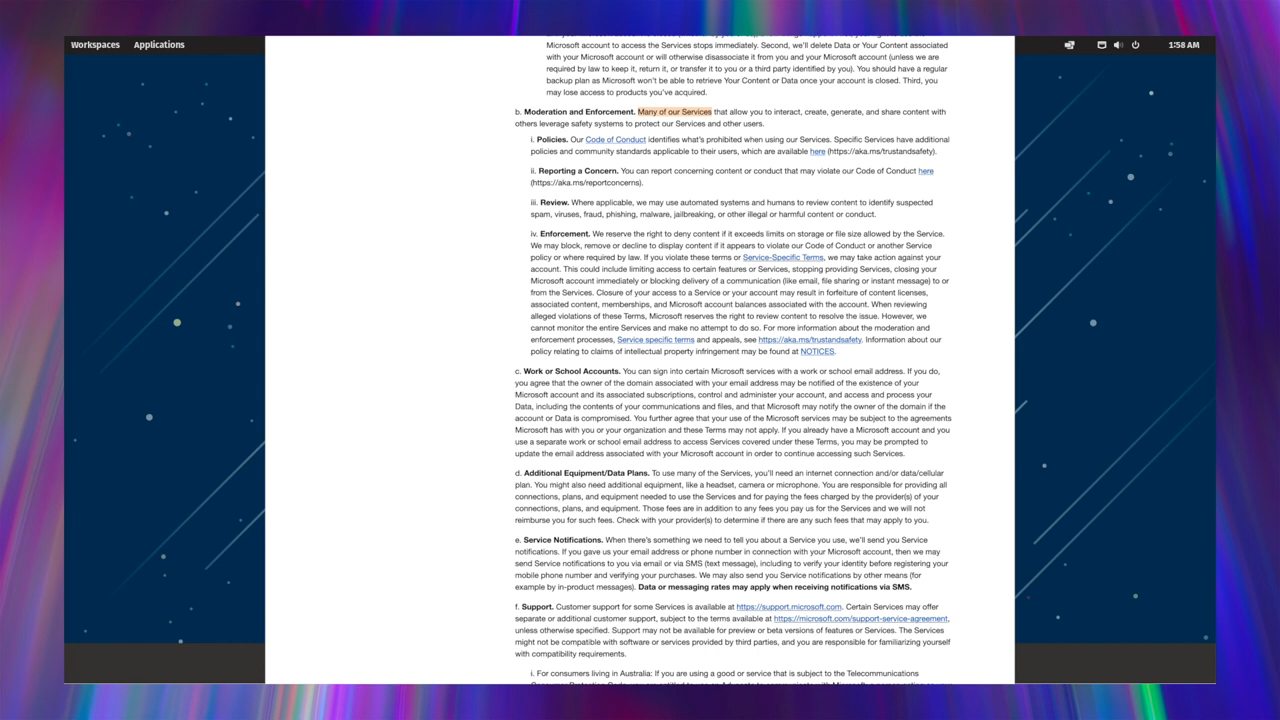 Workspaces Applications
1:58 AM
Microsoft account to access the Services stops immediately. Second, we'll delete Data or Your Content associated
with your Microsoft account or will otherwise disassociate it from you and your Microsoft account (unless we are
required by law to keep it, return it, or transfer it to you or a third party identified by you). You should have a regular
backup plan as Microsoft won't be able to retrieve Your Content or Data once your account is closed. Third, you
may lose access to products you've acquired.
b. Moderation and Enforcement. Many of our Services that allow you to interact, create, generate, and share content with
others leverage safety systems to protect our Services and other users.
i. Policies. Our Code of Conduct identifies what's prohibited when using our Services. Specific Services have additional
policies and community standards applicable to their users, which are available here (https://aka.ms/trustandsafety).
ii. Reporting a Concern. You can report concerning content or conduct that may violate our Code of Conduct here
(https://aka.ms/reportconcerns).
iii. Review. Where applicable, we may use automated systems and humans to review content to identify suspected
spam, viruses, fraud, phishing, malware, jailbreaking, or other illegal or harmful content or conduct.
iv. Enforcement. We reserve the right to deny content if it exceeds limits on storage or file size allowed by the Service.
We may block, remove or decline to display content if it appears to violate our Code of Conduct or another Service
policy or where required by law. If you violate these terms or Service-Specific Terms, we may take action against your
account. This could include limiting access to certain features or Services, stopping providing Services, closing your
Microsoft account immediately or blocking delivery of a communication (like email, file sharing or instant message) to or
from the Services. Closure of your access to a Service or your account may result in forfeiture of content licenses,
associated content, memberships, and Microsoft account balances associated with the account. When reviewing
alleged violations of these Terms, Microsoft reserves the right to review content to resolve the issue. However, we
cannot monitor the entire Services and make no attempt to do so. For more information about the moderation and
enforcement processes, Service specific terms and appeals, see https://aka.ms/trustandsafety. Information about our
policy relating to claims of intellectual property infringement may be found at NOTICES.
c. Work or School Accounts. You can sign into certain Microsoft services with a work or school email address. If you do,
you agree that the owner of the domain associated with your email address may be notified of the existence of your
Microsoft account and its associated subscriptions, control and administer your account, and access and process your
Data, including the contents of your communications and files, and that Microsoft may notify the owner of the domain if the
account or Data is compromised. You further agree that your use of the Microsoft services may be subject to the agreements
Microsoft has with you or your organization and these Terms may not apply. If you already have a Microsoft account and you
use a separate work or school email address to access Services covered under these Terms, you may be prompted to
update the email address associated with your Microsoft account in order to continue accessing such Services.
d. Additional Equipment/Data Plans. To use many of the Services, you'll need an internet connection and/or data/cellular
plan. You might also need additional equipment, like a headset, camera or microphone. You are responsible for providing all
connections, plans, and equipment needed to use the Services and for paying the fees charged by the provider(s) of your
connections, plans, and equipment. Those fees are in addition to any fees you pay us for the Services and we will not
reimburse you for such fees. Check with your provider(s) to determine if there are any such fees that may apply to you.
e. Service Notifications. When there's something we need to tell you about a Service you use, we'll send you Service
notifications. If you gave us your email address or phone number in connection with your Microsoft account, then we may
send Service notifications to you via email or via SMS (text message), including to verify your identity before registering your
mobile phone number and verifying your purchases. We may also send you Service notifications by other means (for
example by in-product messages). Data or messaging rates may apply when receiving notifications via SMS.
f. Support. Customer support for some Services is available at https://support.microsoft.com. Certain Services may offer
separate or additional customer support, subject to the terms available at https://microsoft.com/support-service-agreement,
unless otherwise specified. Support may not be available for preview or beta versions of features or Services. The Services
might not be compatible with software or services provided by third parties, and you are responsible for familiarizing yourself
with compatibility requirements.
i. For consumers living in Australia: If you are using a good or service that is subject to the Telecommunications